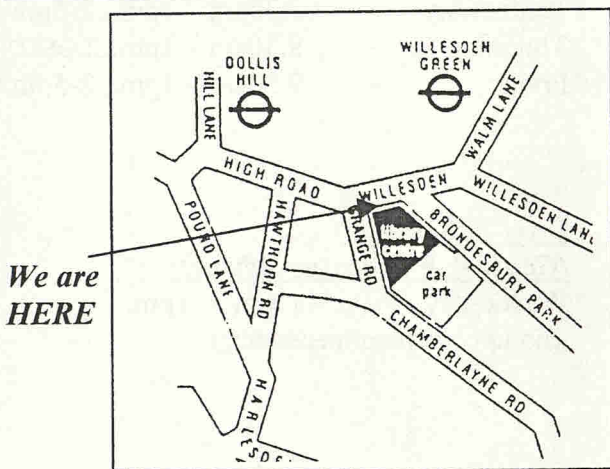 DOLLIS
HILL
WILLESDEN
GREEN
HILL LANE
WALM LANE
HIGH ROAD
WILLESDEN
WILLESDEN LANE
POUND LANE
HAWTHORN RD
GRANGE RD
library
centre
BRONDESBURY PARK
car
park
We are
HERE
CHAMBERLAYNE RD